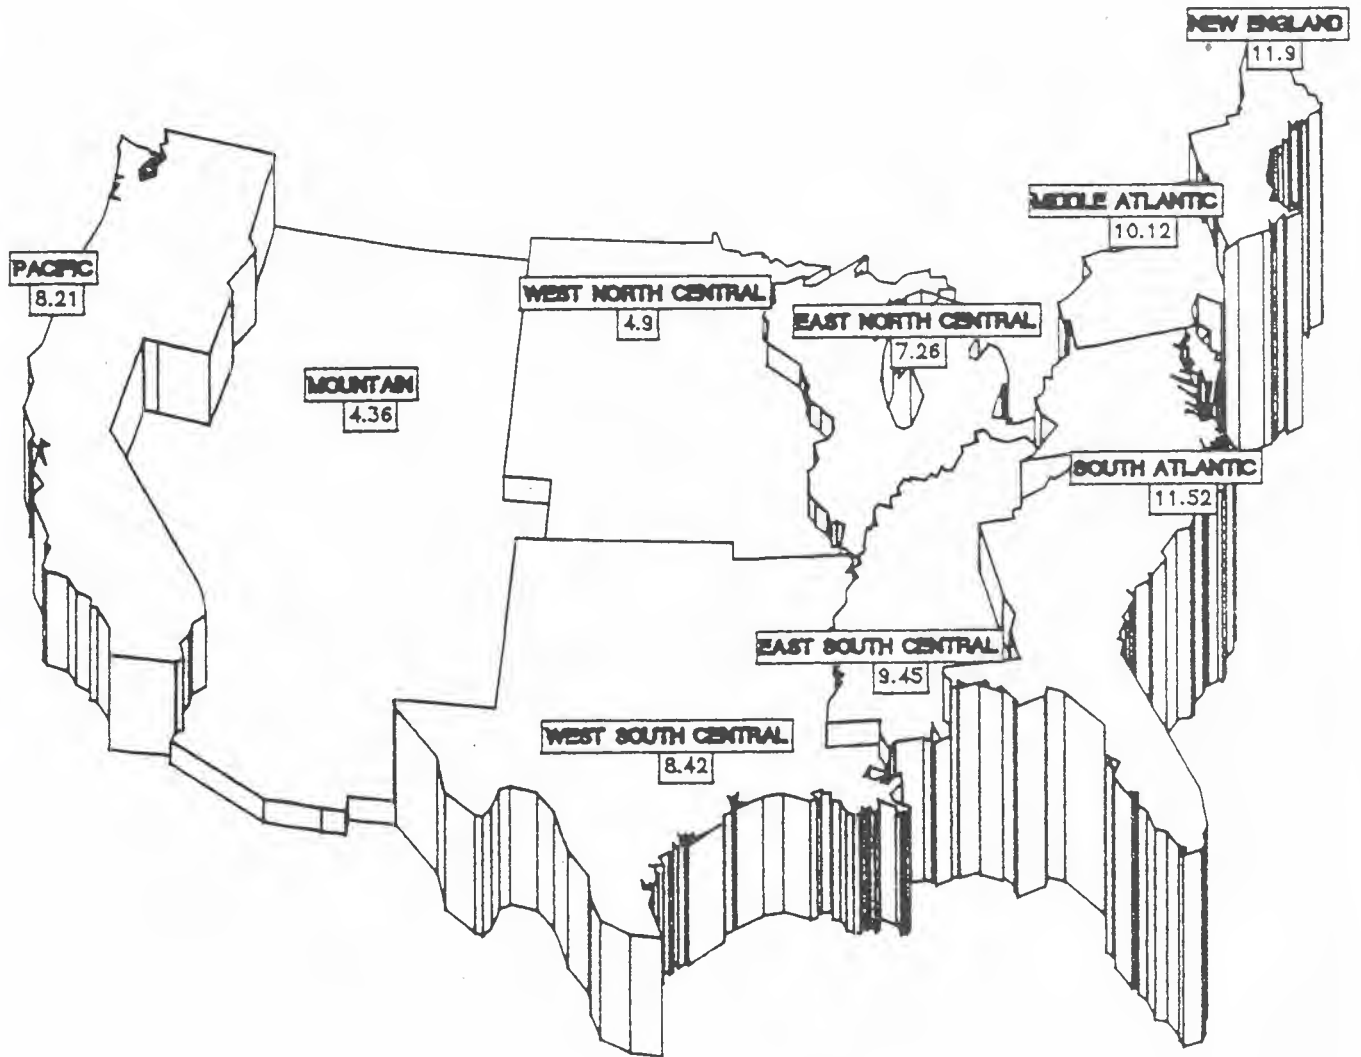 NEW ENGLAND
11.9
MIDDLE ATLANTIC
10.12
PACIFIC
8.21
WEST NORTH CENTRAL
4.9
EAST NORTH CENTRAL
7.26
MOUNTAIN
4.36
SOUTH ATLANTIC
11.52
EAST SOUTH CENTRAL
9.45
WEST SOUTH CENTRAL
8.42